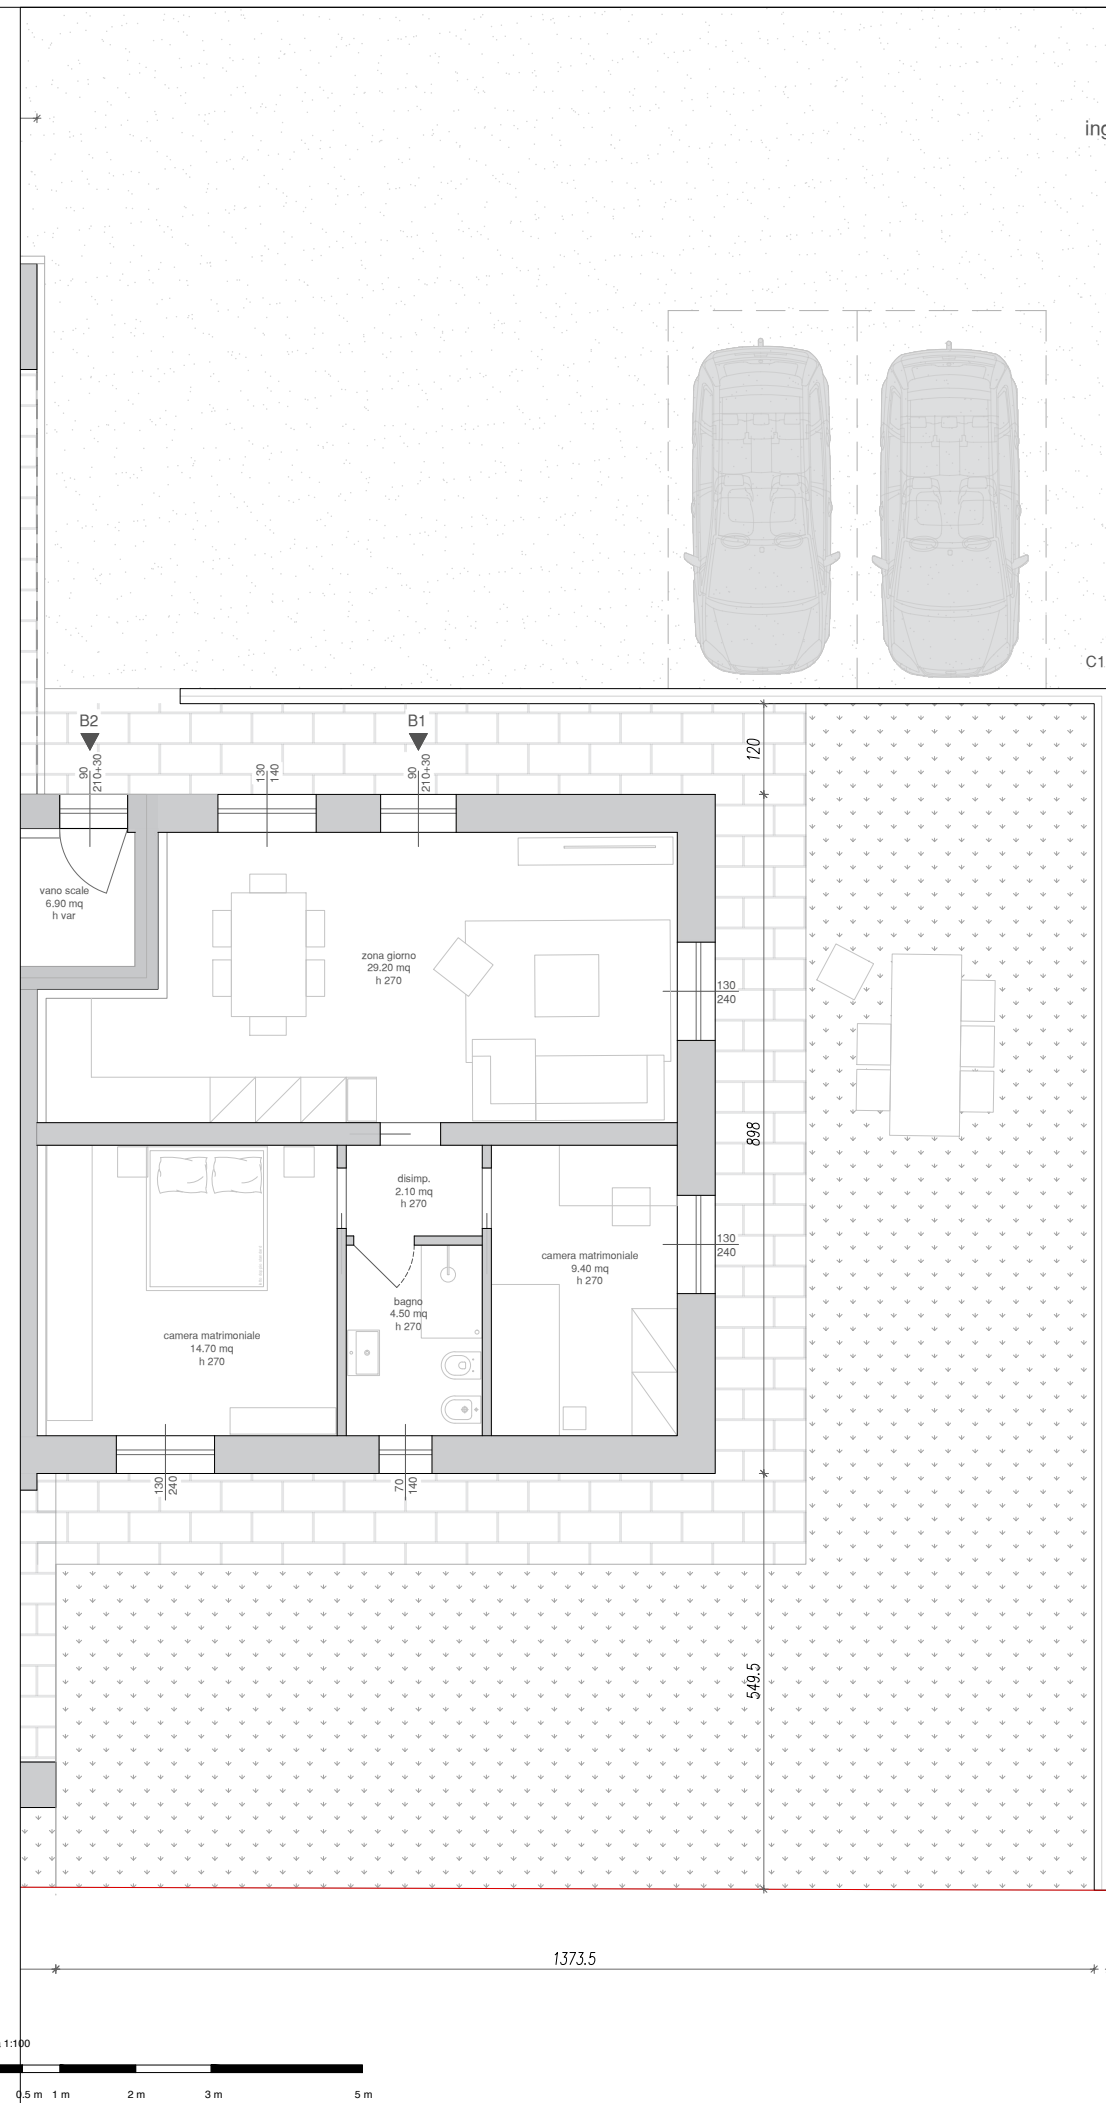 ing
C1
120
B2
B1
90
210+30
130
140
90
210+30
vano scale
6.90 mq
h var
zona giorno
29.20 mq
h 270
130
240
898
disimp.
2.10 mq
h 270
130
240
camera matrimoniale
9.40 mq
h 270
bagno
4.50 mq
h 270
camera matrimoniale
14.70 mq
h 270
130
240
70
140
549.5
1373.5
1:100
0.5 m 1 m 2 m 3 m 5 m